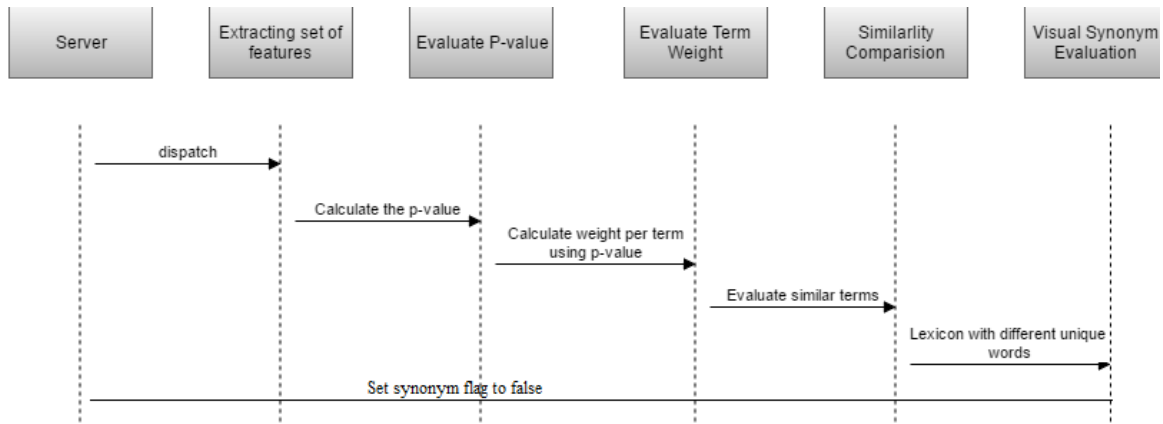 Server
Extracting set of
features
Evaluate P-value
Evaluate Term
Weight
Similarlity
Comparision
Visual Synonym
Evaluation
dispatch
Calculate the p-value
Calculate weight per term
using p-value
Evaluate similar terms
Lexicon with different unique
words
Set synonym flag to false